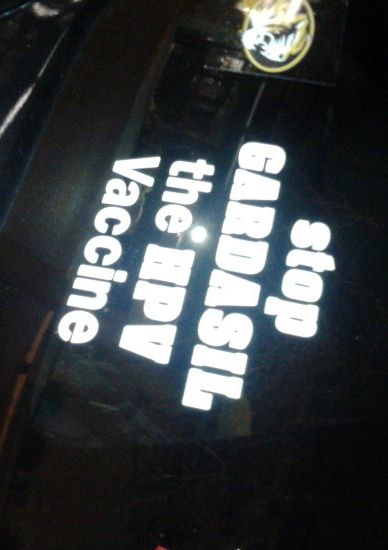 stop
GARDASIL
the HPV
vaccine